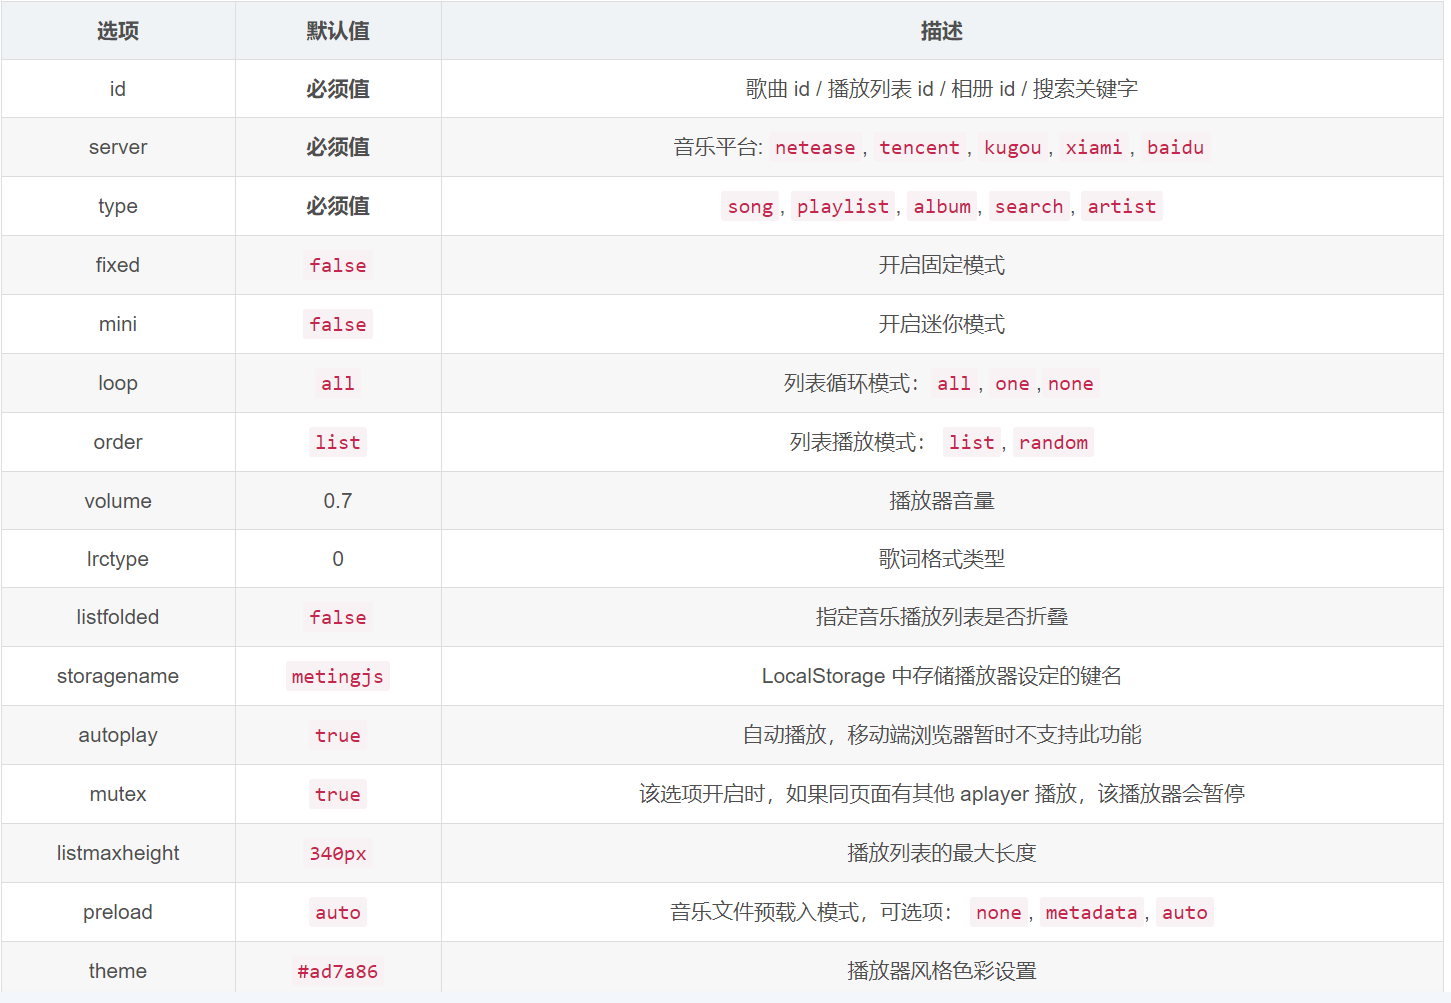 选项 默认值 描述
id 必须值 歌曲 id / 播放列表 id / 相册 id / 搜索关键字
server 必须值 音乐平台: netease , tencent , kugou , xiami , baidu
type 必须值 song , playlist , album , search , artist
fixed false 开启固定模式
mini false 开启迷你模式
loop all 列表循环模式： all , one , none
order list 列表播放模式： list , random
volume 0.7 播放器音量
lrctype 0 歌词格式类型
listfolded false 指定音乐播放列表是否折叠
storagename metingjs LocalStorage 中存储播放器设定的键名
autoplay true 自动播放，移动端浏览器暂时不支持此功能
mutex true 该选项开启时，如果同页面有其他 aplayer 播放，该播放器会暂停
listmaxheight 340px 播放列表的最大长度
preload auto 音乐文件预载入模式，可选项： none , metadata , auto
theme #ad7a86 播放器风格色彩设置